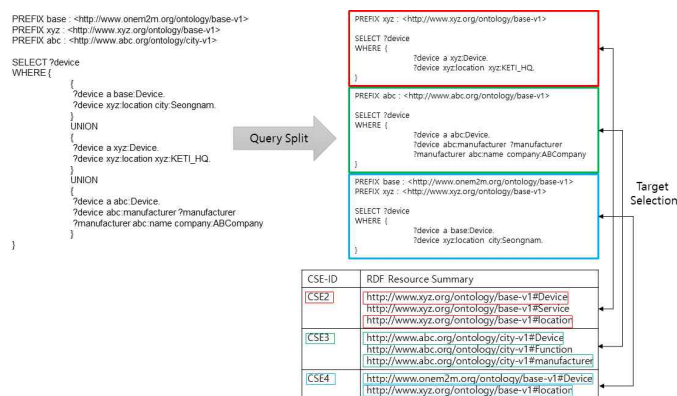 PREFIX base : <http://www.onem2m.org/ontology/base-v1>
PREFIX xyz : <http://www.xyz.org/ontology/base-v1>
PREFIX abc : <http://www.abc.org/ontology/city-v1>
SELECT ?device
WHERE {
{
?device a base:Device.
?device xyz:location city:Seongnam.
}
UNION
{
?device a xyz:Device.
?device xyz:location xyz:KETI_HQ.
}
UNION
{
?device a abc:Device.
?device abc:manufacturer ?manufacturer
?manufacturer abc:name company:ABCompany
}
}
Query Split
PREFIX xyz : <http://www.xyz.org/ontology/base-v1>
SELECT ?device
WHERE {
?device a xyz:Device.
?device xyz:location xyz:KETI_HQ.
}
PREFIX abc : <http://www.abc.org/ontology/base-v1>
SELECT ?device
WHERE {
?device a abc:Device.
?device abc:manufacturer ?manufacturer
?manufacturer abc:name company:ABCompany
}
PREFIX base : <http://www.onem2m.org/ontology/base-v1>
PREFIX xyz : <http://www.xyz.org/ontology/base-v1>
SELECT ?device
WHERE {
?device a base:Device.
?device xyz:location city:Seongnam.
}
Target
Selection
CSE-ID RDF Resource Summary
CSE2 http://www.xyz.org/ontology/base-v1#Device
http://www.xyz.org/ontology/base-v1#Service
http://www.xyz.org/ontology/base-v1#location
CSE3 http://www.abc.org/ontology/city-v1#Device
http://www.abc.org/ontology/city-v1#Function
http://www.abc.org/ontology/city-v1#manufacturer
CSE4 http://www.onem2m.org/ontology/base-v1#Device
http://www.xyz.org/ontology/base-v1#location